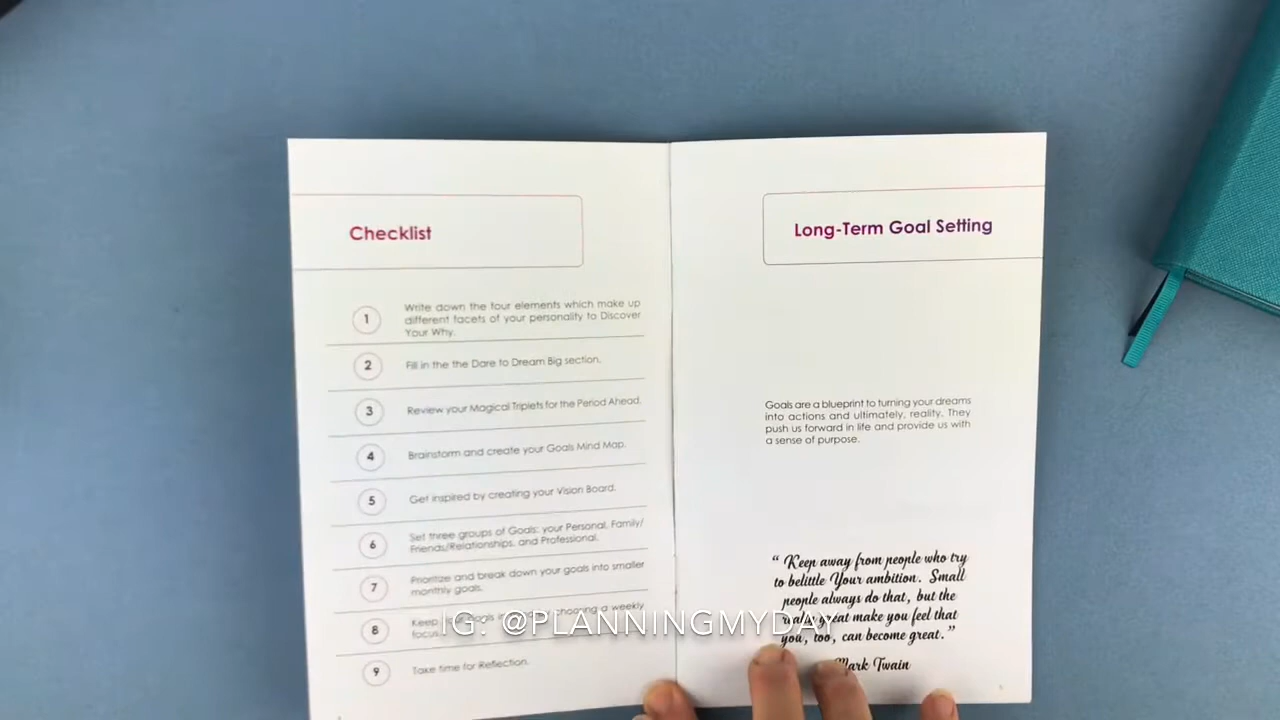 Checklist
1
Write down the four elements which make up
different facets of your personality to Discover
Your Why.
2
Fill in the the Dare to Dream Big section.
3
Review your Magical Triplets for the Period Ahead.
4
Brainstorm and create your Goals Mind Map.
5
Get inspired by creating your Vision Board.
6
Set three groups of Goals: your Personal, Family/
Friends/Relationships, and Professional.
7
Prioritize and break down your goals into smaller
monthly goals.
8
Keep goals choosing a weekly
focus.
9
Take time for Reflection.
Long-Term Goal Setting
Goals are a blueprint to turning your dreams
into actions and ultimately, reality. They
push us forward in life and provide us with
a sense of purpose.
“ Keep away from people who try
to belittle Your ambition. Small
people always do that, but the
really great make you feel that
you, too, can become great.”
Mark Twain
IG: @PLANNINGMYDAY